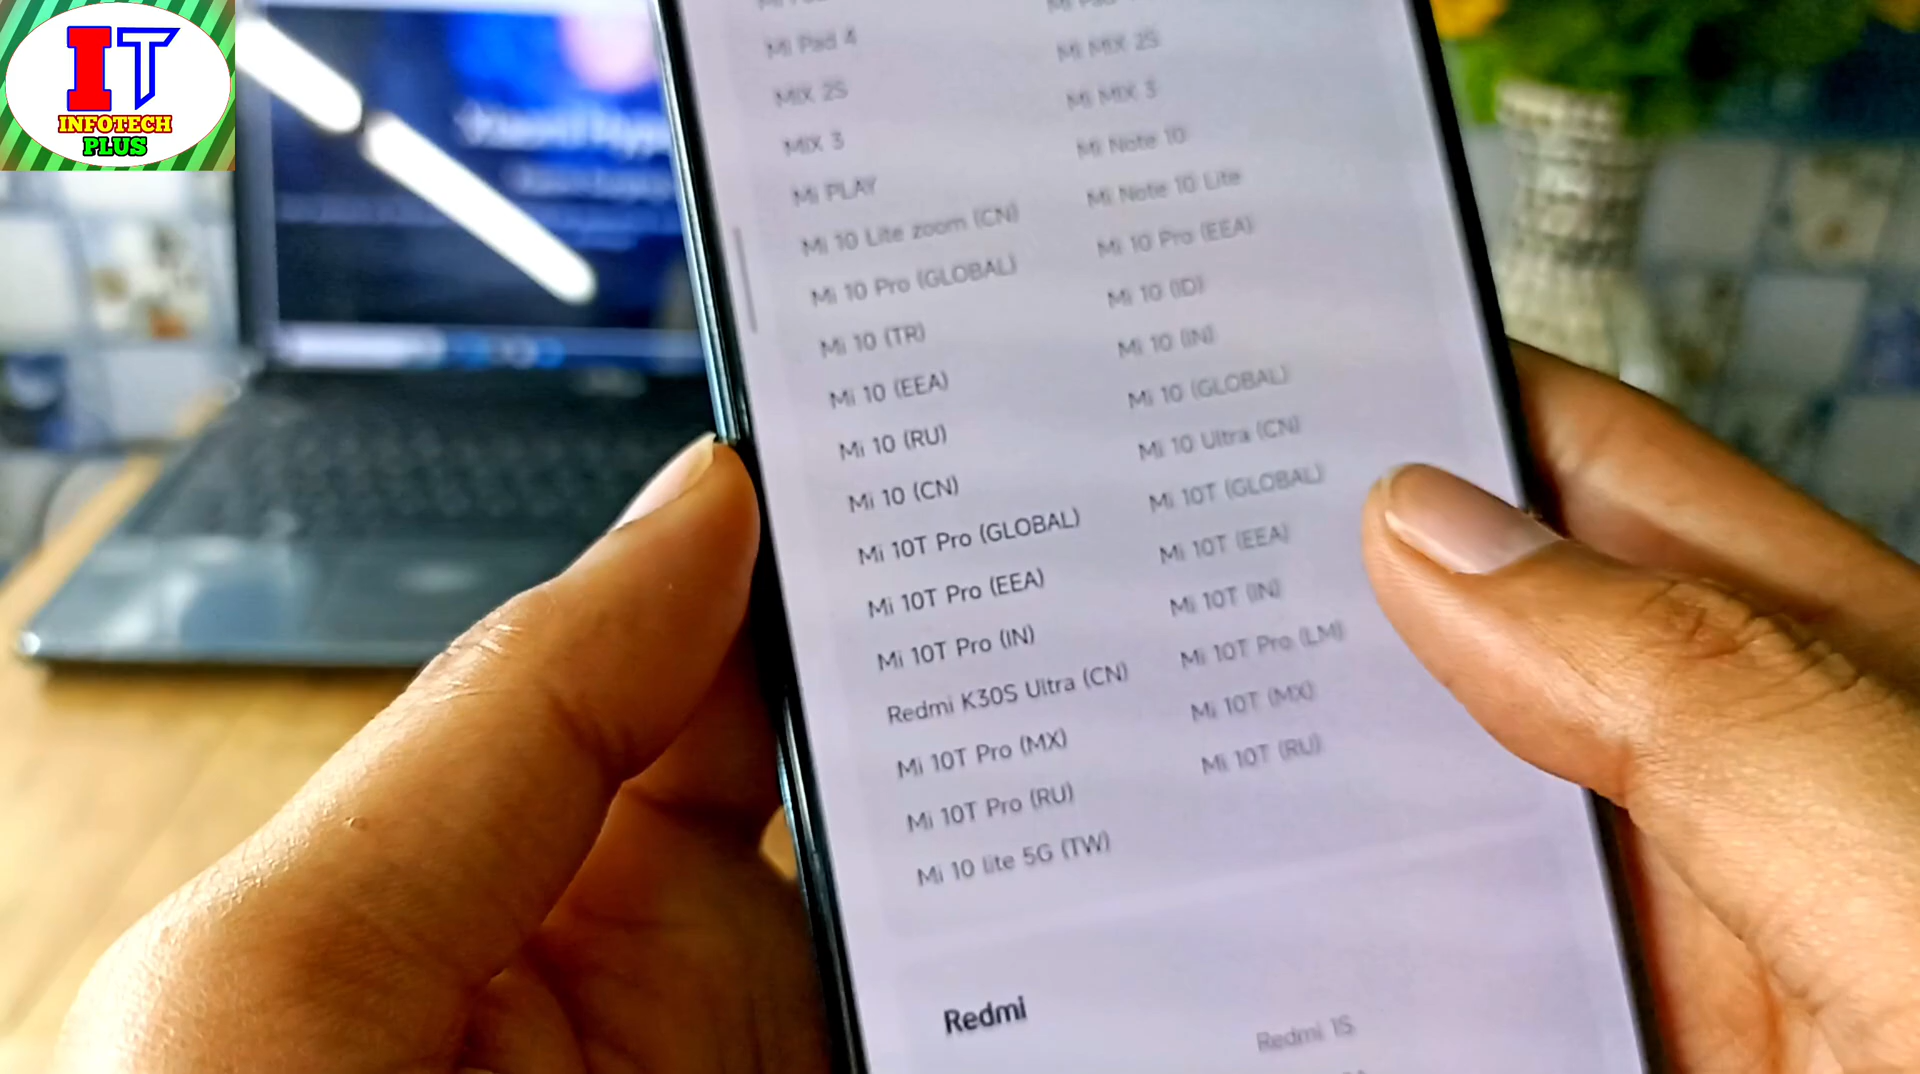 IT
INFOTECH
PLUS
Mi Pad 4
Mi MIX 2S
MIX 2S
Mi MIX 3
MIX 3
Mi Note 10
Mi PLAY
Mi Note 10 Lite
Mi 10 Lite zoom (CN)
Mi 10 Pro (EEA)
Mi 10 Pro (GLOBAL)
Mi 10 (ID)
Mi 10 (TR)
Mi 10 (IN)
Mi 10 (EEA)
Mi 10 (GLOBAL)
Mi 10 (RU)
Mi 10 Ultra (CN)
Mi 10 (CN)
Mi 10T (GLOBAL)
Mi 10T Pro (GLOBAL)
Mi 10T (EEA)
Mi 10T Pro (EEA)
Mi 10T (IN)
Mi 10T Pro (IN)
Mi 10T Pro (LM)
Redmi K30S Ultra (CN)
Mi 10T (MX)
Mi 10T Pro (MX)
Mi 10T (RU)
Mi 10T Pro (RU)
Mi 10 lite 5G (TW)
Redmi
Redmi 1S